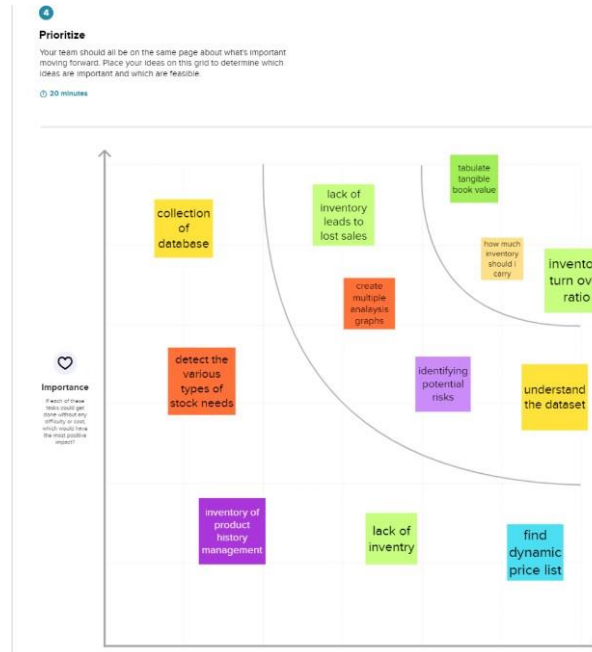 4
Prioritize
Your team should all be on the same page about what's important
moving forward. Place your ideas on this grid to determine which
ideas are important and which are feasible.
20 minutes
tabulate
tangible
book value
lack of
inventory
leads to
lost sales
collection
of
database
how much
inventory
should i
carry
invento
turn ov
ratio
create
multiple
analaysis
graphs
detect the
various
types of
stock needs
identifying
potential
risks
understand
the dataset
Importance
If each of these
tasks could get
done without any
difficulty or cost,
which would have
the most positive
impact?
inventory of
product
history
management
lack of
inventry
find
dynamic
price list